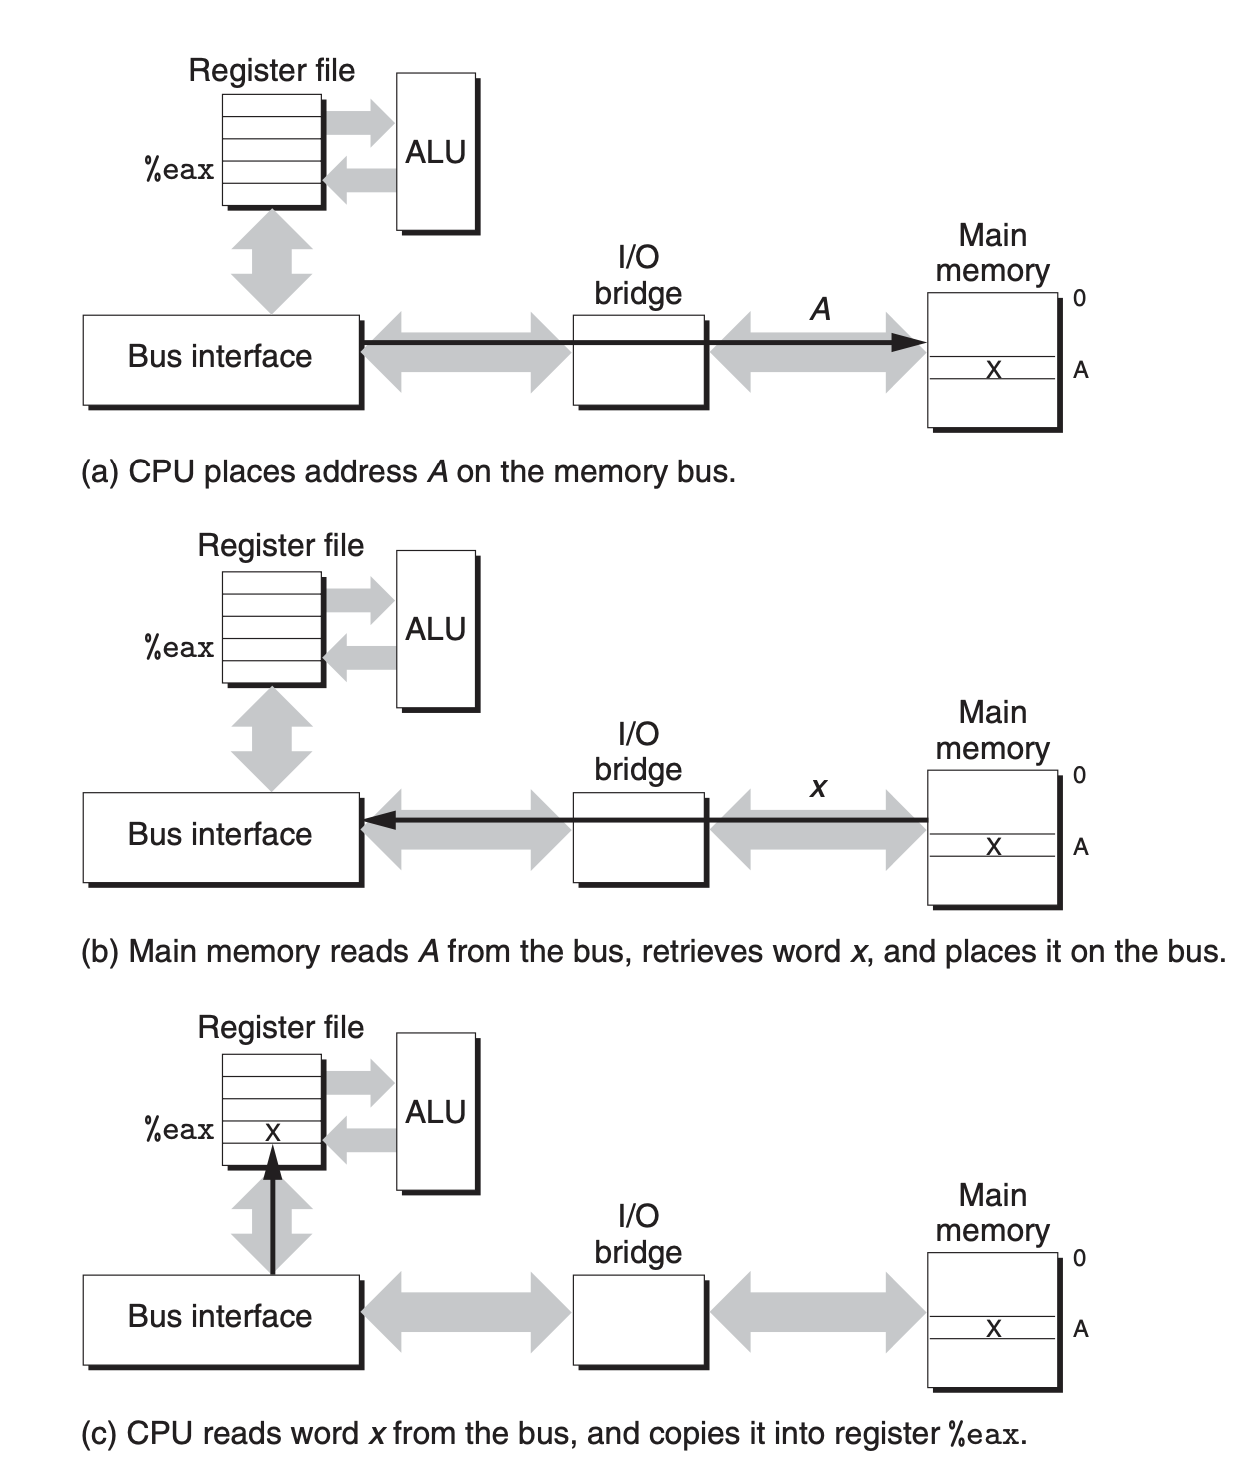 Register file
%eax
ALU
I/O
bridge
Main
memory
0
A
Bus interface
x
A
(a) CPU places address A on the memory bus.
Register file
%eax
ALU
I/O
bridge
Main
memory
0
x
Bus interface
x
A
(b) Main memory reads A from the bus, retrieves word x, and places it on the bus.
Register file
%eax
x
ALU
I/O
bridge
Main
memory
0
Bus interface
x
A
(c) CPU reads word x from the bus, and copies it into register %eax.